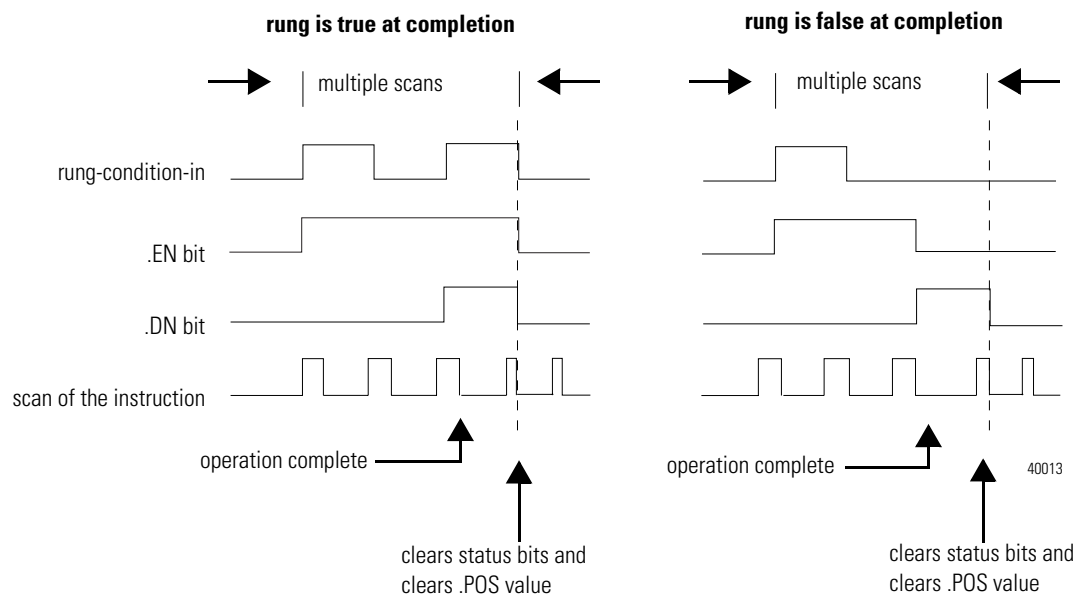 rung is true at completion
rung is false at completion
multiple scans
multiple scans
rung-condition-in
.EN bit
.DN bit
scan of the instruction
operation complete
operation complete
40013
clears status bits and
clears .POS value
clears status bits and
clears .POS value